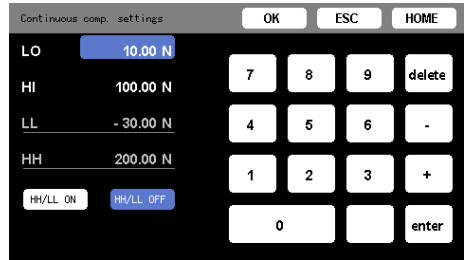 Continuous comp. settings OK ESC HOME
LO 10.00 N
HI 100.00 N
LL - 30.00 N
HH 200.00 N
HH/LL ON HH/LL OFF
7 8 9 delete
4 5 6 -
1 2 3 +
0 enter